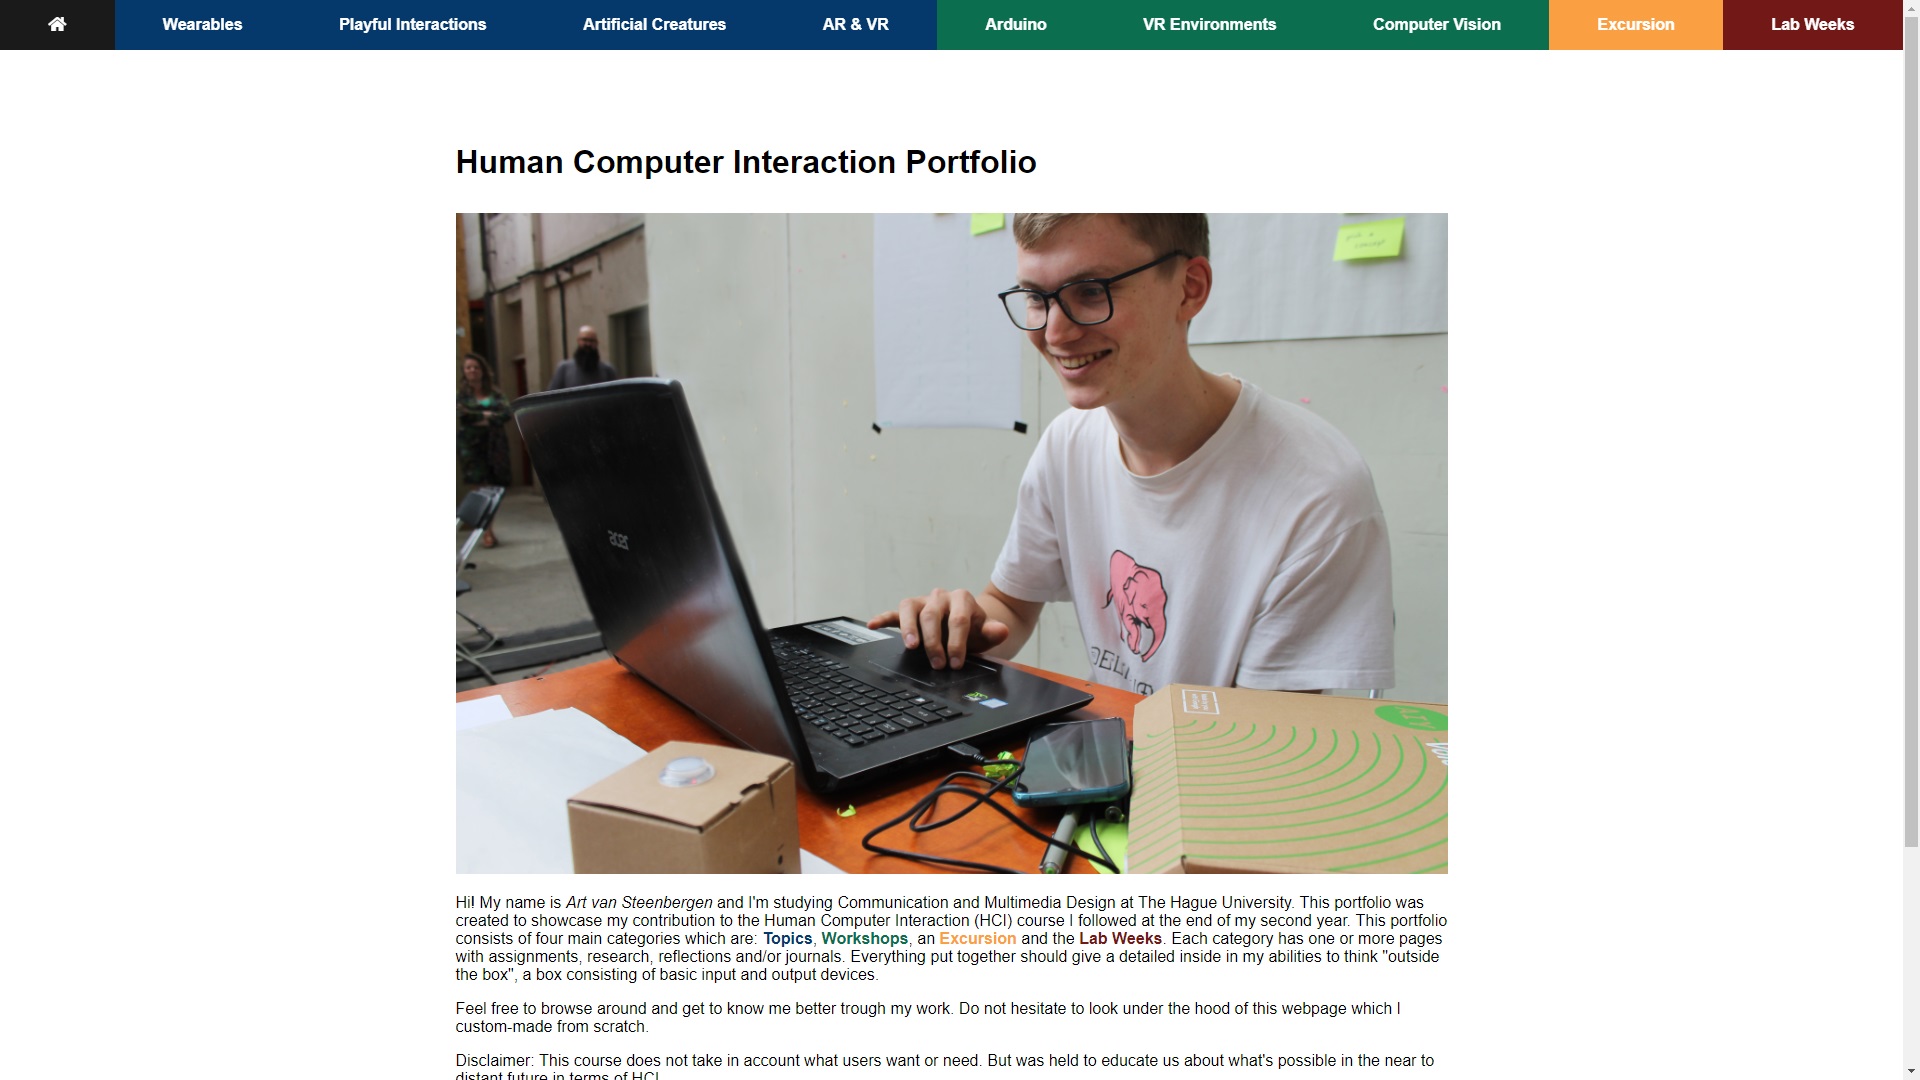 Wearables Playful Interactions Artificial Creatures AR & VR Arduino VR Environments Computer Vision Excursion Lab Weeks
Human Computer Interaction Portfolio
acer
Hi! My name is Art van Steenbergen and I'm studying Communication and Multimedia Design at The Hague University. This portfolio was
created to showcase my contribution to the Human Computer Interaction (HCI) course I followed at the end of my second year. This portfolio
consists of four main categories which are: Topics, Workshops, an Excursion and the Lab Weeks. Each category has one or more pages
with assignments, research, reflections and/or journals. Everything put together should give a detailed inside in my abilities to think "outside
the box", a box consisting of basic input and output devices.
Feel free to browse around and get to know me better trough my work. Do not hesitate to look under the hood of this webpage which I
custom-made from scratch.
Disclaimer: This course does not take in account what users want or need. But was held to educate us about what's possible in the near to
distant future in terms of HCI